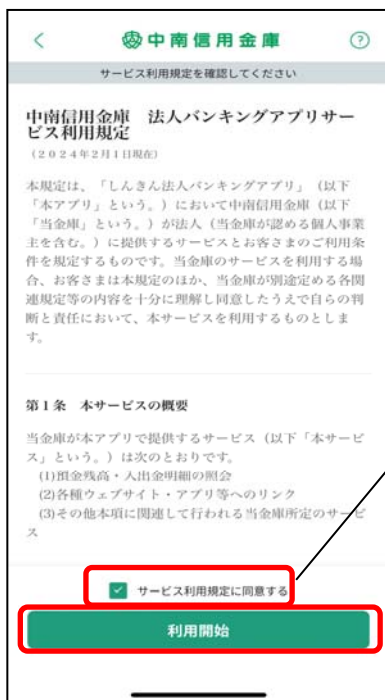 中南信用金庫
サービス利用規定を確認してください
中南信用金庫　法人バンキングアプリサー
ビス利用規定
（２０２４年２月１日現在）
本規定は、「しんきん法人バンキングアプリ」（以下
「本アプリ」という。）において中南信用金庫（以下
「当金庫」という。）が法人（当金庫が認める個人事業
主を含む。）に提供するサービスとお客さまのご利用条
件を規定するものです。当金庫のサービスを利用する場
合、お客さまは本規定のほか、当金庫が別途定める各関
連規定等の内容を十分に理解し同意したうえで自らの判
断と責任において、本サービスを利用するものとしま
す。
第１条　本サービスの概要
当金庫が本アプリで提供するサービス（以下「本サービ
ス」という。）は次のとおりです。
(1)預金残高・入出金明細の照会
(2)各種ウェブサイト・アプリ等へのリンク
(3)その他本項に関連して行われる当金庫所定のサービ
ス
サービス利用規定に同意する
利用開始